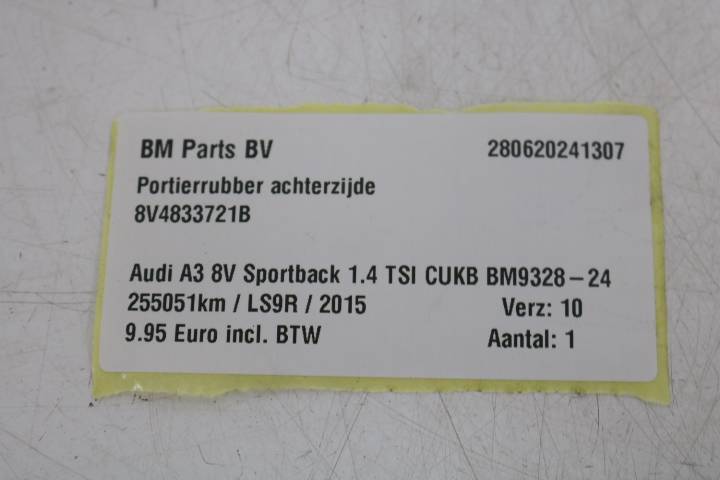 BM Parts BV 280620241307
Portierrubber achterzijde
8V4833721B
Audi A3 8V Sportback 1.4 TSI CUKB BM9328-24
255051km / LS9R / 2015 Verz: 10
9.95 Euro incl. BTW Aantal: 1